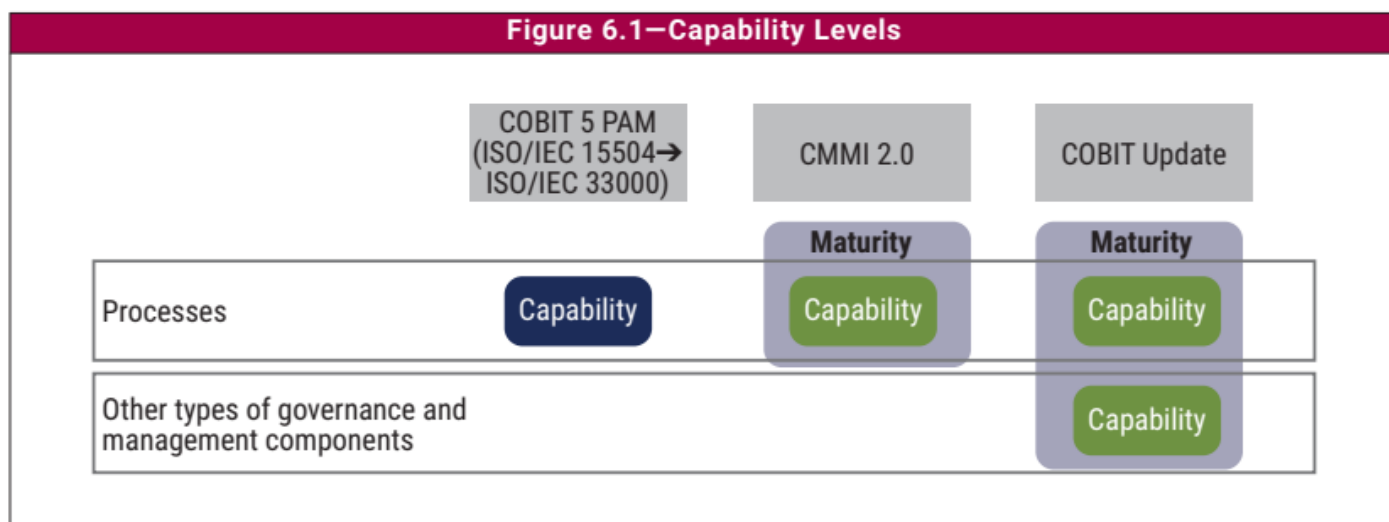 Figure 6.1—Capability Levels
COBIT 5 PAM
(ISO/IEC 15504➔
ISO/IEC 33000)
CMMI 2.0
COBIT Update
Maturity
Maturity
Processes
Capability
Capability
Capability
Other types of governance and
management components
Capability